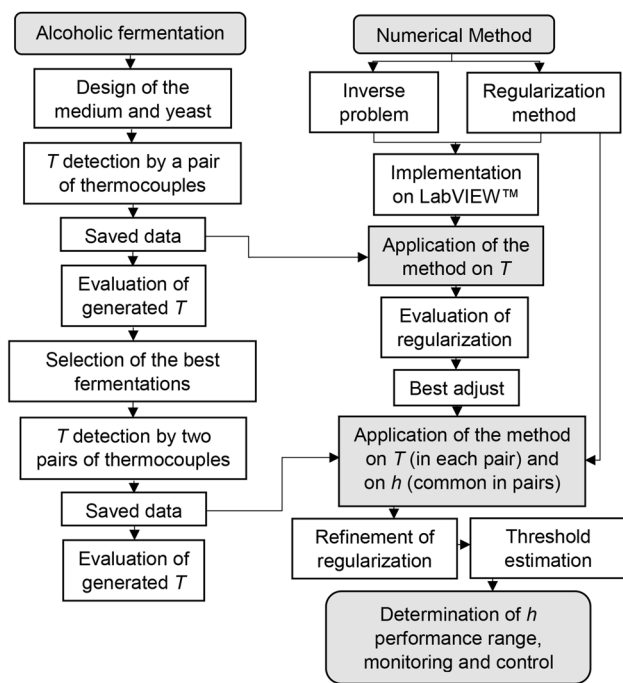 Alcoholic fermentation
Design of the
medium and yeast
T detection by a pair
of thermocouples
Saved data
Evaluation of
generated T
Selection of the best
fermentations
T detection by two
pairs of thermocouples
Saved data
Evaluation of
generated T
Numerical Method
Inverse
problem
Regularization
method
Implementation
on LabVIEW™
Application of the
method on T
Evaluation of
regularization
Best adjust
Application of the method
on T (in each pair) and
on h (common in pairs)
Refinement of
regularization
Threshold
estimation
Determination of h
performance range,
monitoring and control